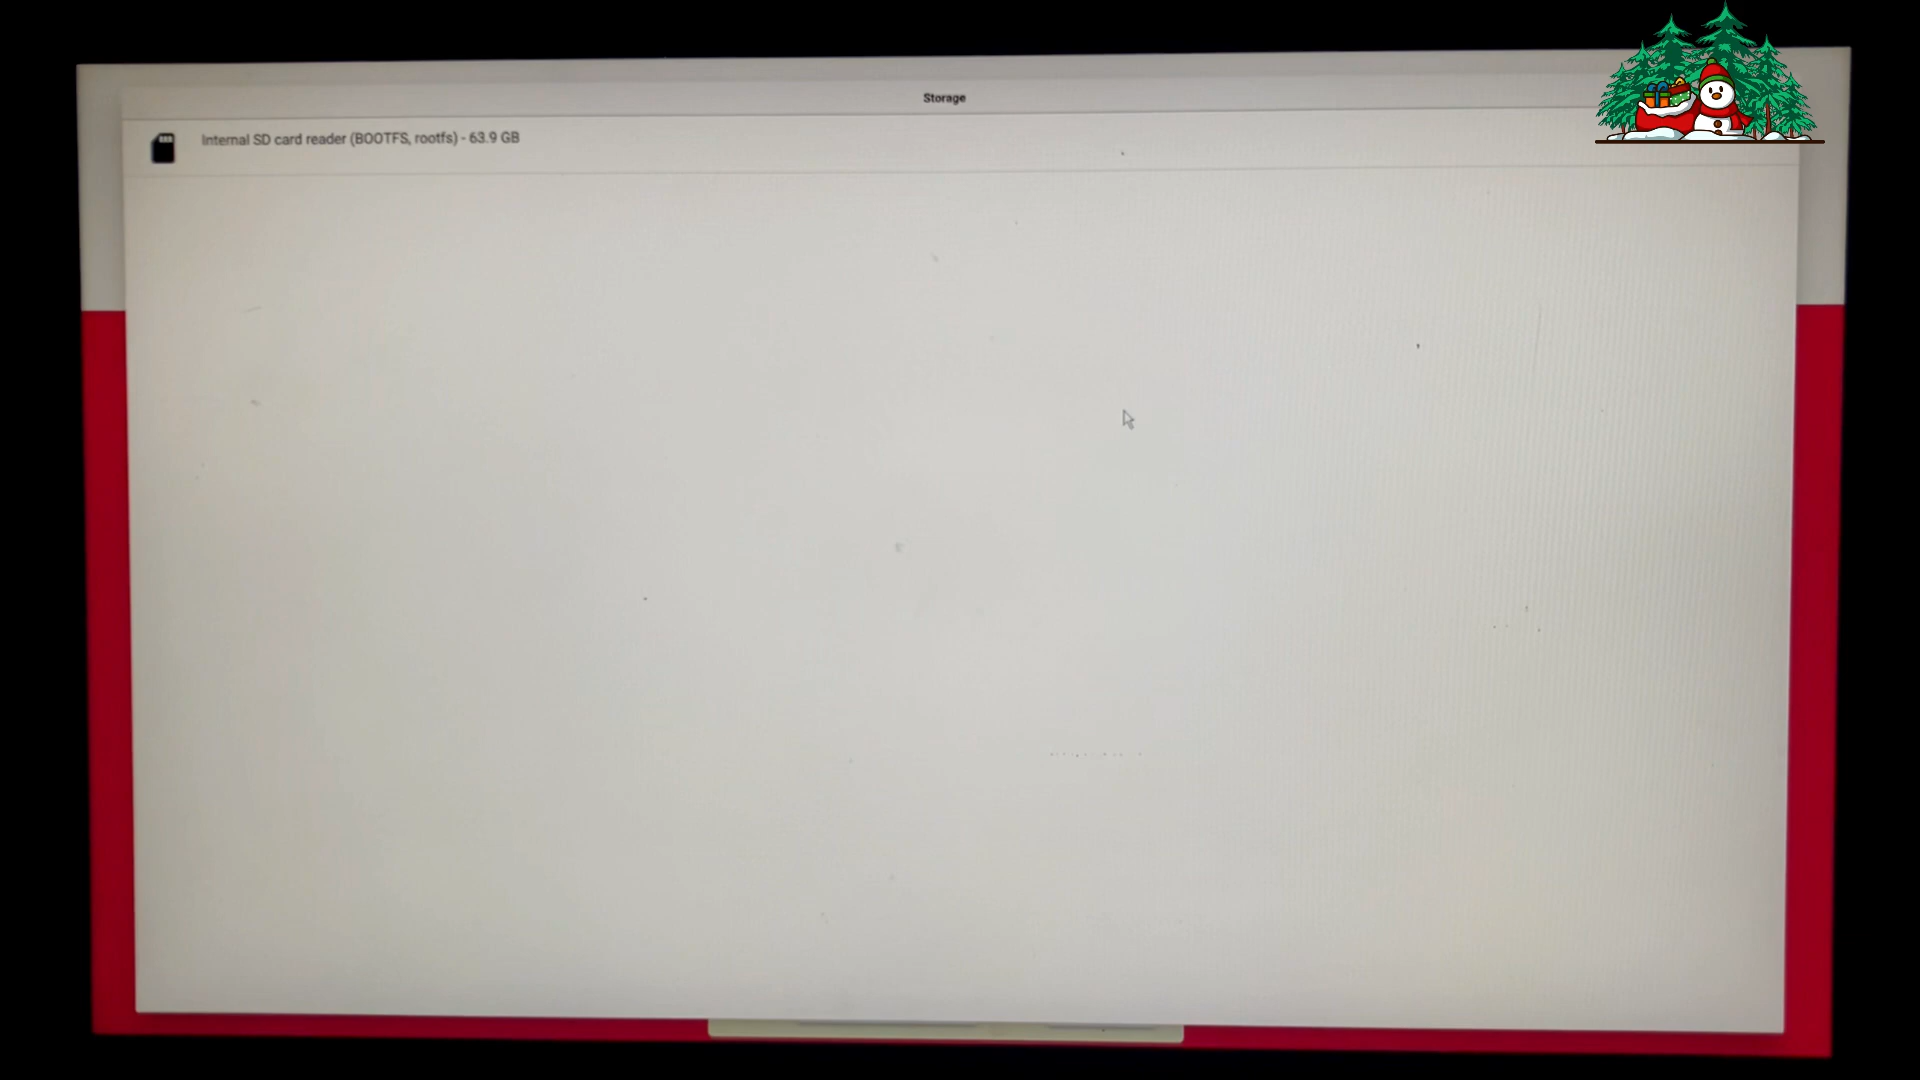 Storage
Internal SD card reader (BOOTFS, rootfs) - 63.9 GB